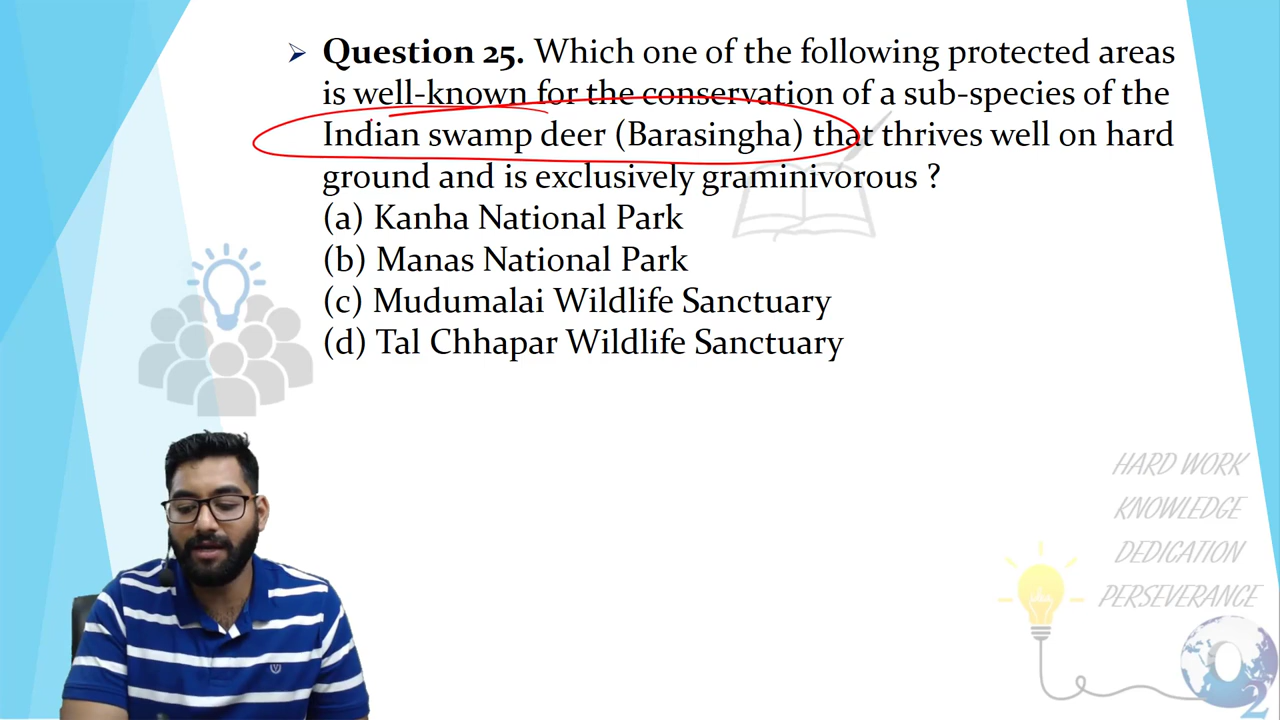 ➢ Question 25. Which one of the following protected areas
is well-known for the conservation of a sub-species of the
Indian swamp deer (Barasingha) that thrives well on hard
ground and is exclusively graminivorous ?
(a) Kanha National Park
(b) Manas National Park
(c) Mudumalai Wildlife Sanctuary
(d) Tal Chhapar Wildlife Sanctuary
HARD WORK
KNOWLEDGE
DEDICATION
PERSEVERANCE
O2